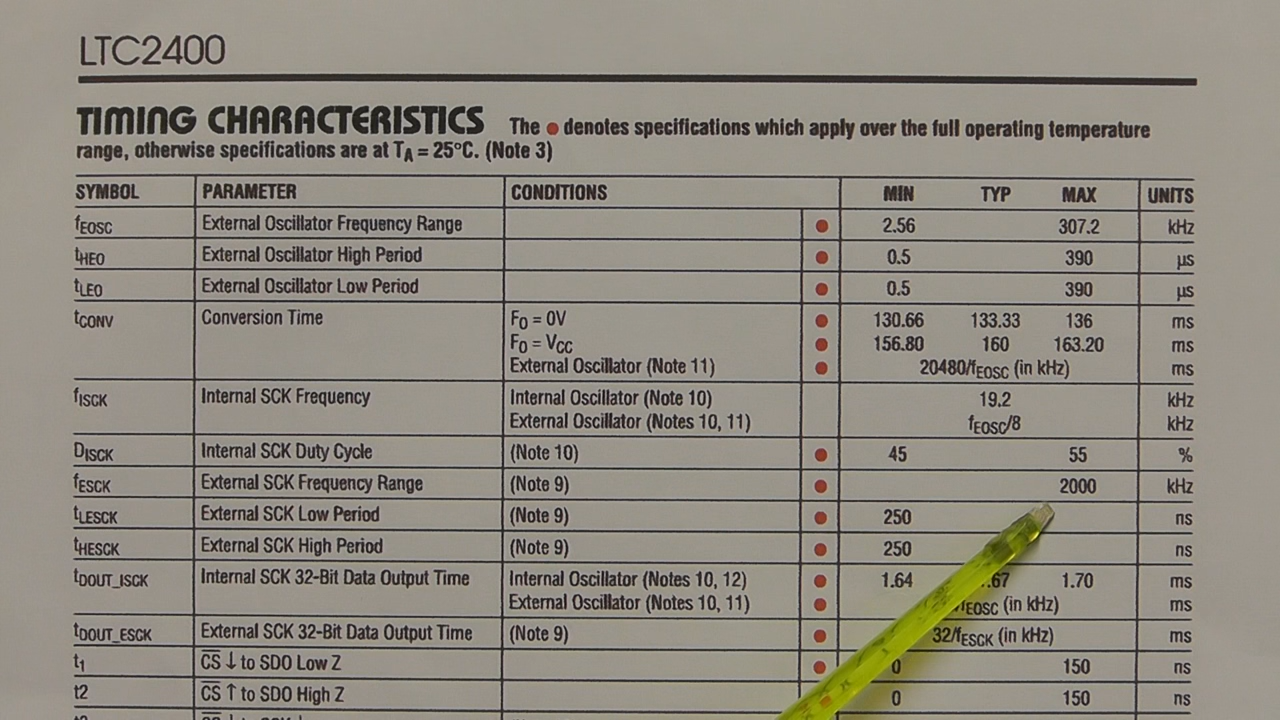 LTC2400
TIMING CHARACTERISTICS The ● denotes specifications which apply over the full operating temperature
range, otherwise specifications are at TA = 25°C. (Note 3)
SYMBOL PARAMETER CONDITIONS MIN TYP MAX UNITS
fEOSC External Oscillator Frequency Range ● 2.56 307.2 kHz
tHEO External Oscillator High Period ● 0.5 390 µs
tLEO External Oscillator Low Period ● 0.5 390 µs
tCONV Conversion Time FO = 0V ● 130.66 133.33 136 ms
FO = VCC ● 156.80 160 163.20 ms
External Oscillator (Note 11) ● 20480/fEOSC (in kHz) ms
fISCK Internal SCK Frequency Internal Oscillator (Note 10) 19.2 kHz
External Oscillator (Notes 10, 11) fEOSC/8 kHz
DISCK Internal SCK Duty Cycle (Note 10) ● 45 55 %
fESCK External SCK Frequency Range (Note 9) ● 2000 kHz
tLESCK External SCK Low Period (Note 9) ● 250 ns
tHESCK External SCK High Period (Note 9) ● 250 ns
tDOUT_ISCK Internal SCK 32-Bit Data Output Time Internal Oscillator (Notes 10, 12) ● 1.64 .67 1.70 ms
External Oscillator (Notes 10, 11) ● /fEOSC (in kHz) ms
tDOUT_ESCK External SCK 32-Bit Data Output Time (Note 9) ● 32/fESCK (in kHz) ms
t1 C̅S̅ ↓ to SDO Low Z ● 0 150 ns
t2 C̅S̅ ↑ to SDO High Z ● 0 150 ns